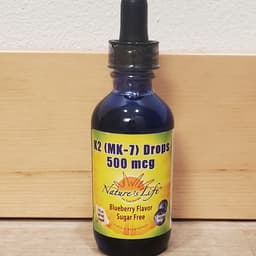 K2 (MK-7) Drops
500 mcg
Nature's Life
Blueberry Flavor
Sugar Free